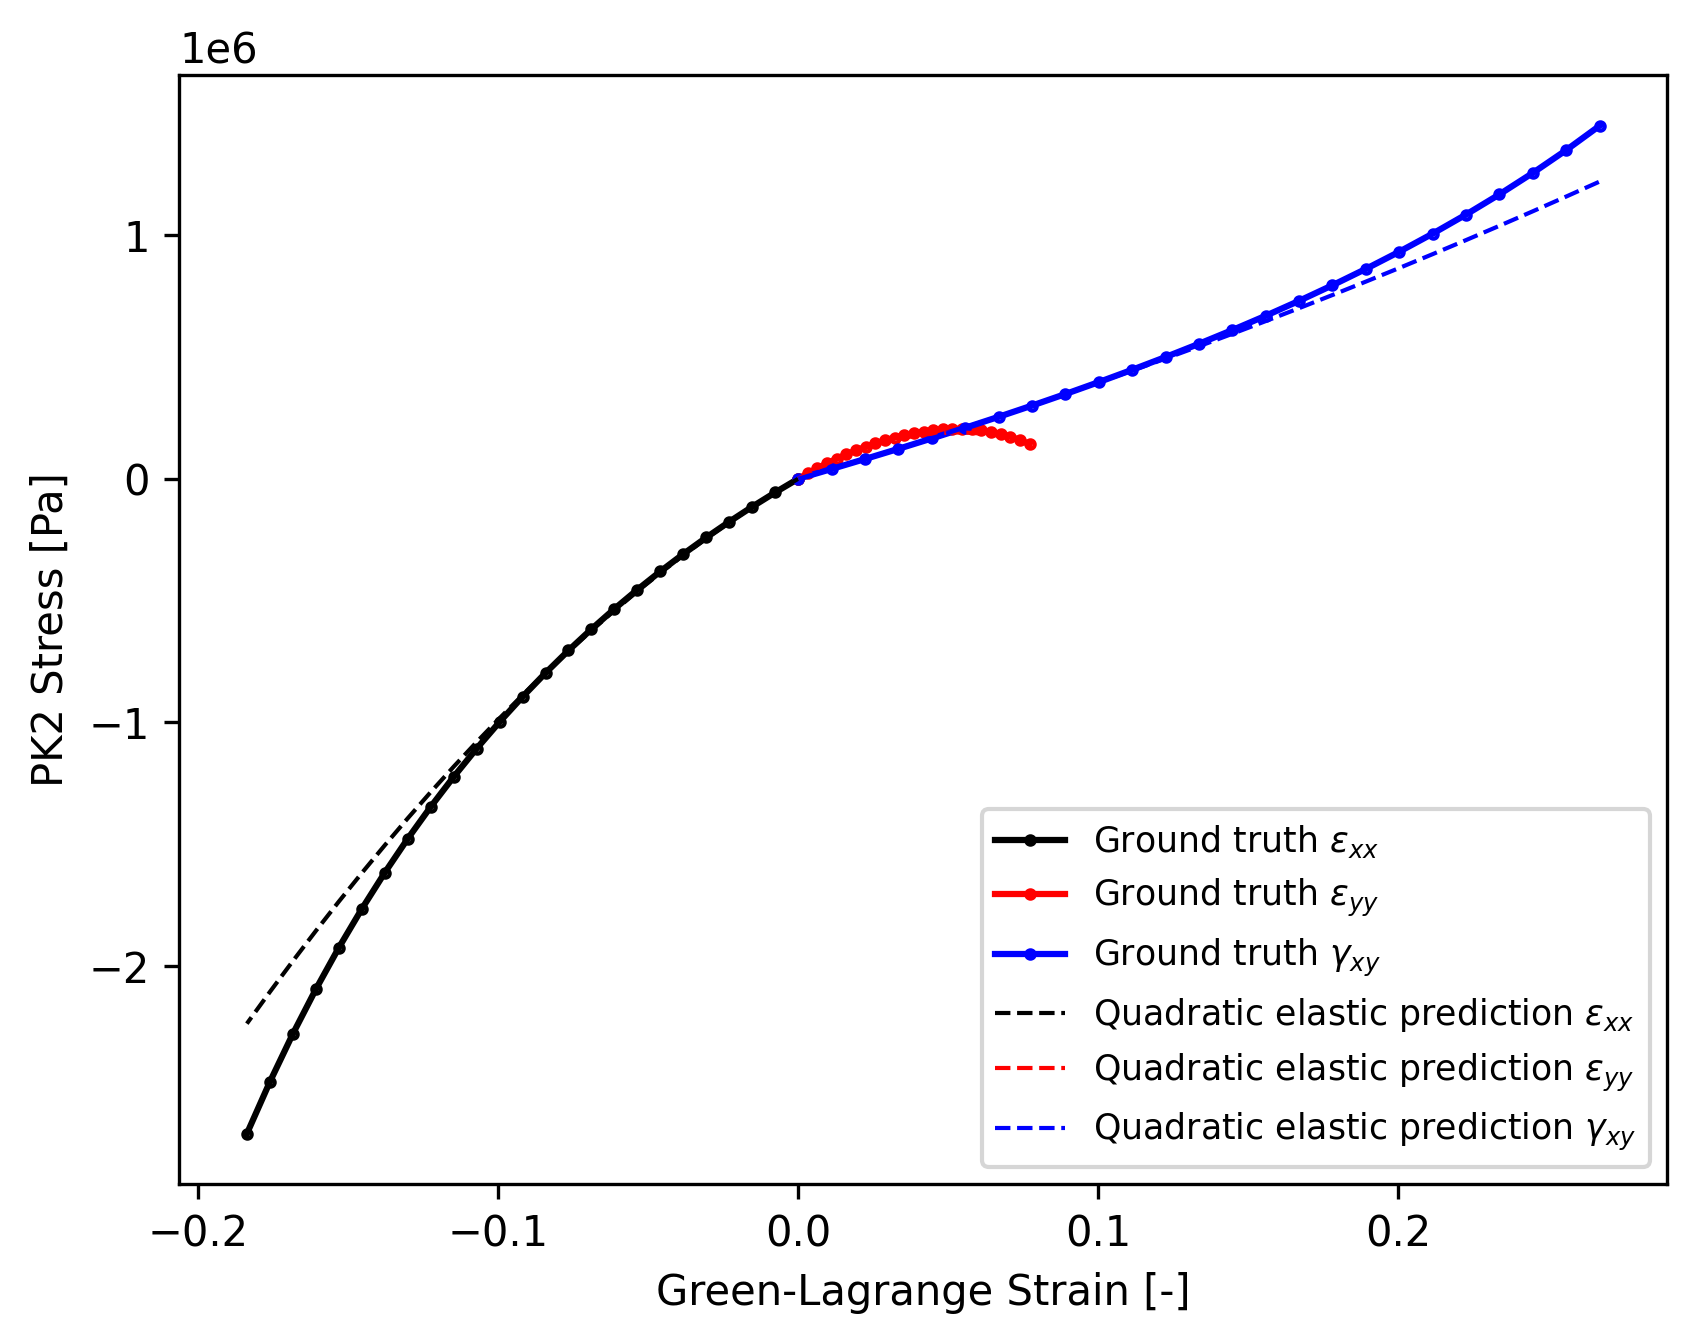 1e6
1
0
−1
−2
PK2 Stress [Pa]
−0.2
−0.1
0.0
0.1
0.2
Green-Lagrange Strain [-]
Ground truth εxx
Ground truth εyy
Ground truth γxy
Quadratic elastic prediction εxx
Quadratic elastic prediction εyy
Quadratic elastic prediction γxy